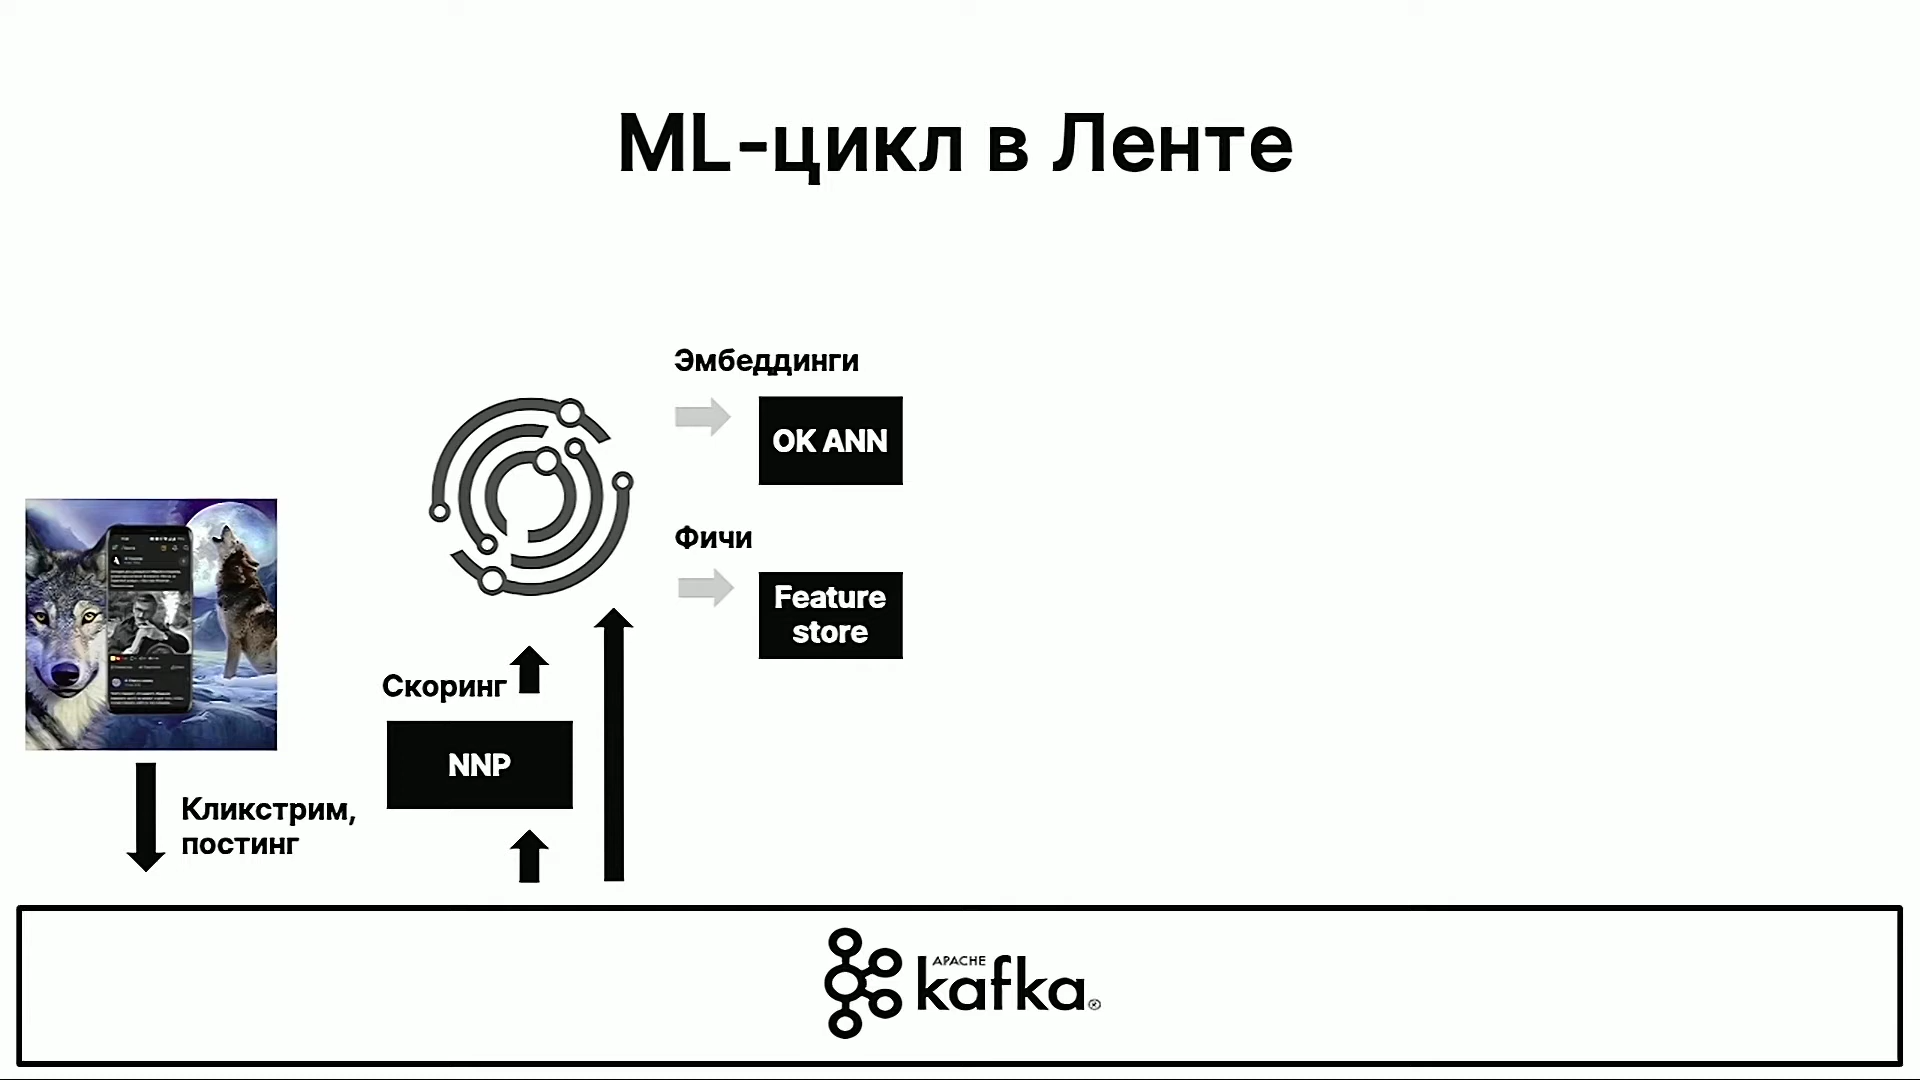 ML-цикл в Ленте
Эмбеддинги
OK ANN
Фичи
Feature
store
Скоринг
NNP
Кликстрим,
постинг
APACHE
kafka